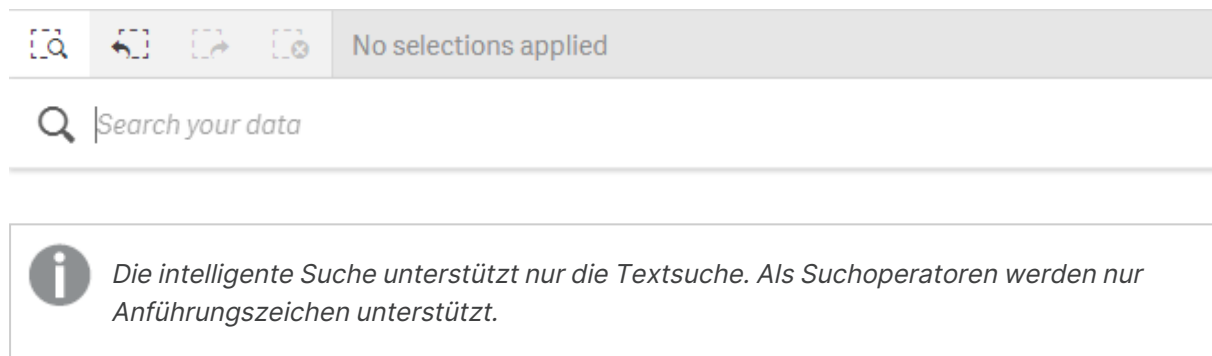 No selections applied
Search your data
Die intelligente Suche unterstützt nur die Textsuche. Als Suchoperatoren werden nur
Anführungszeichen unterstützt.